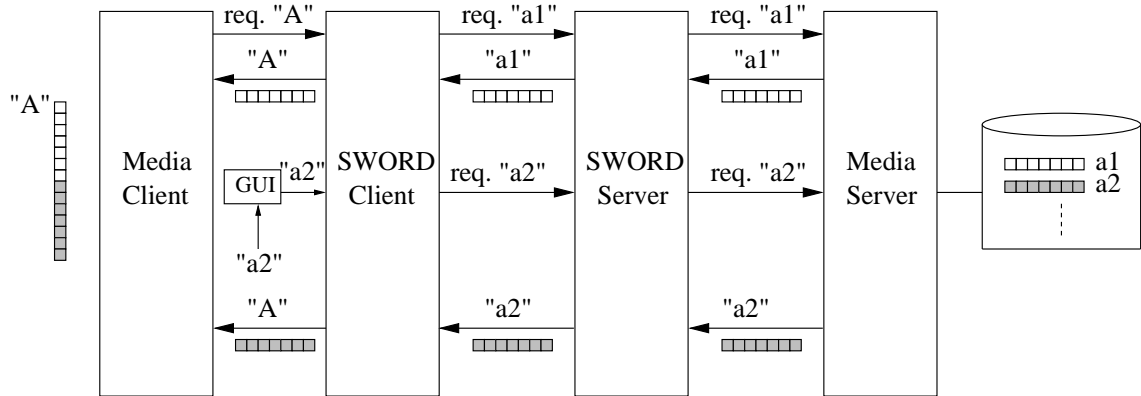 req. "A"
req. "a1"
req. "a1"
"A"
"a1"
"a1"
"A"
Media
Client
GUI
"a2"
SWORD
Client
req. "a2"
SWORD
Server
req. "a2"
Media
Server
a1
a2
"a2"
"A"
"a2"
"a2"